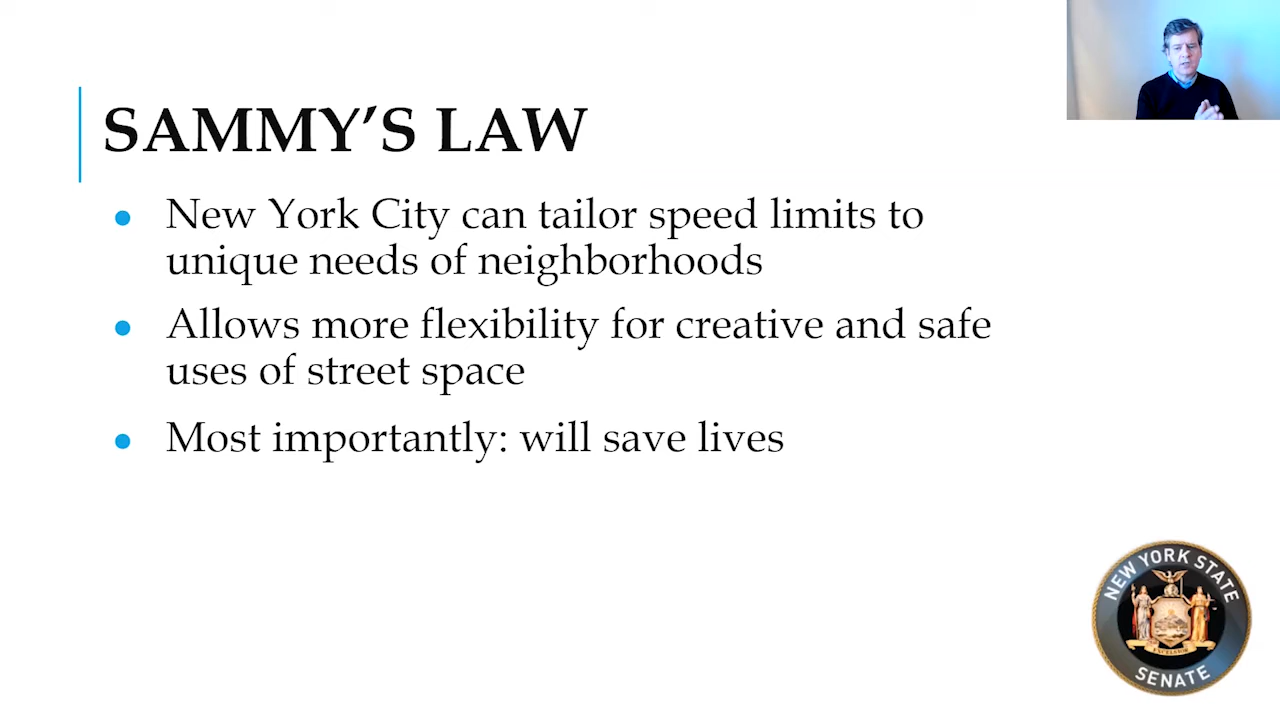 SAMMY’S LAW
● New York City can tailor speed limits to
unique needs of neighborhoods
● Allows more flexibility for creative and safe
uses of street space
● Most importantly: will save lives
NEW YORK STATE
EXCELSIOR
SENATE